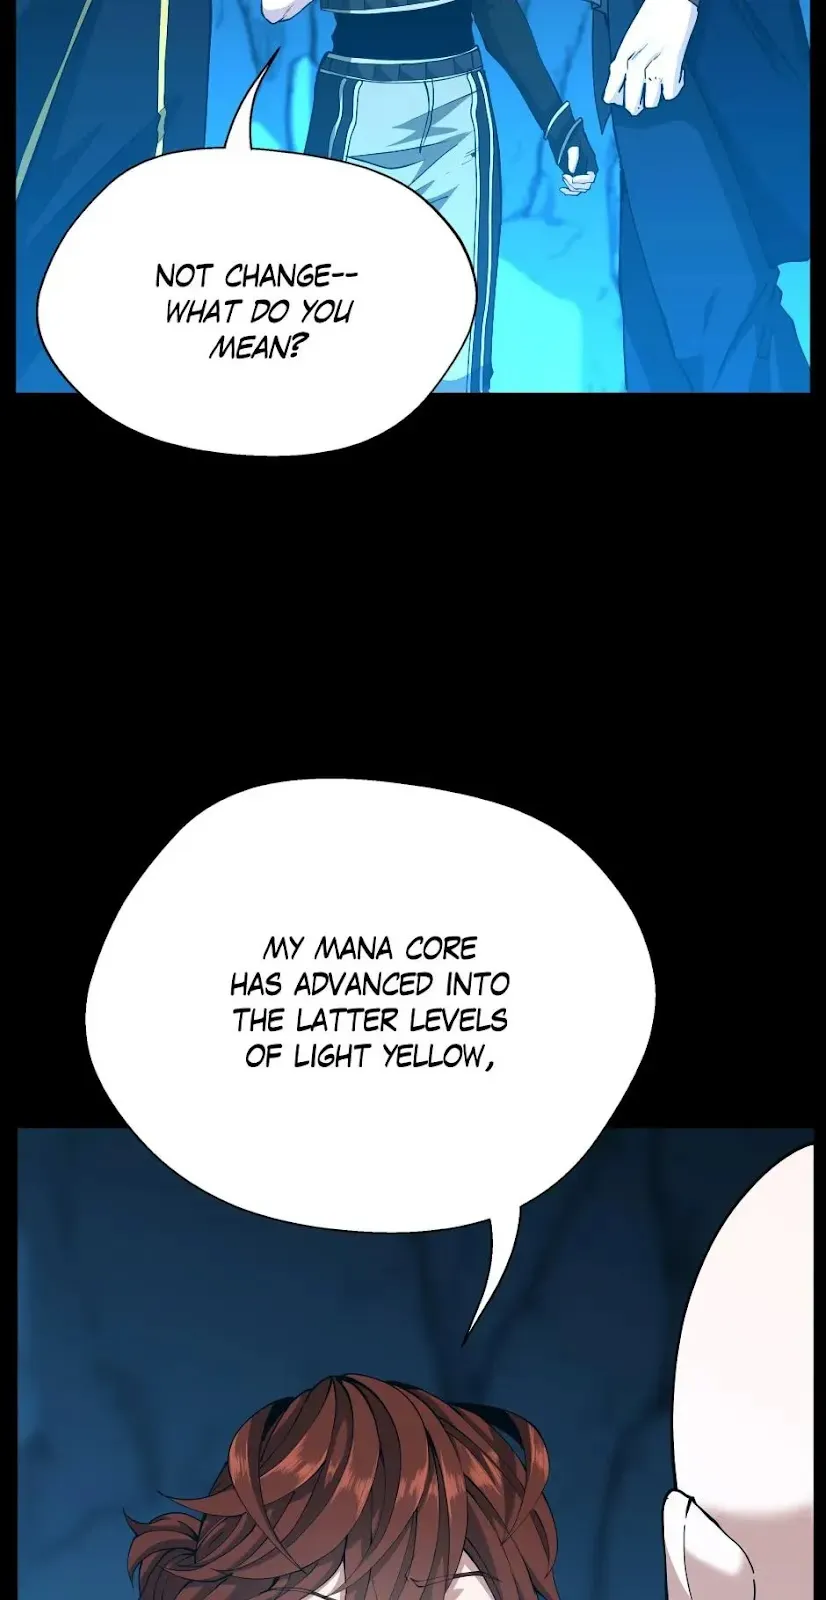 NOT CHANGE--
WHAT DO YOU
MEAN?
MY MANA CORE
HAS ADVANCED INTO
THE LATTER LEVELS
OF LIGHT YELLOW,